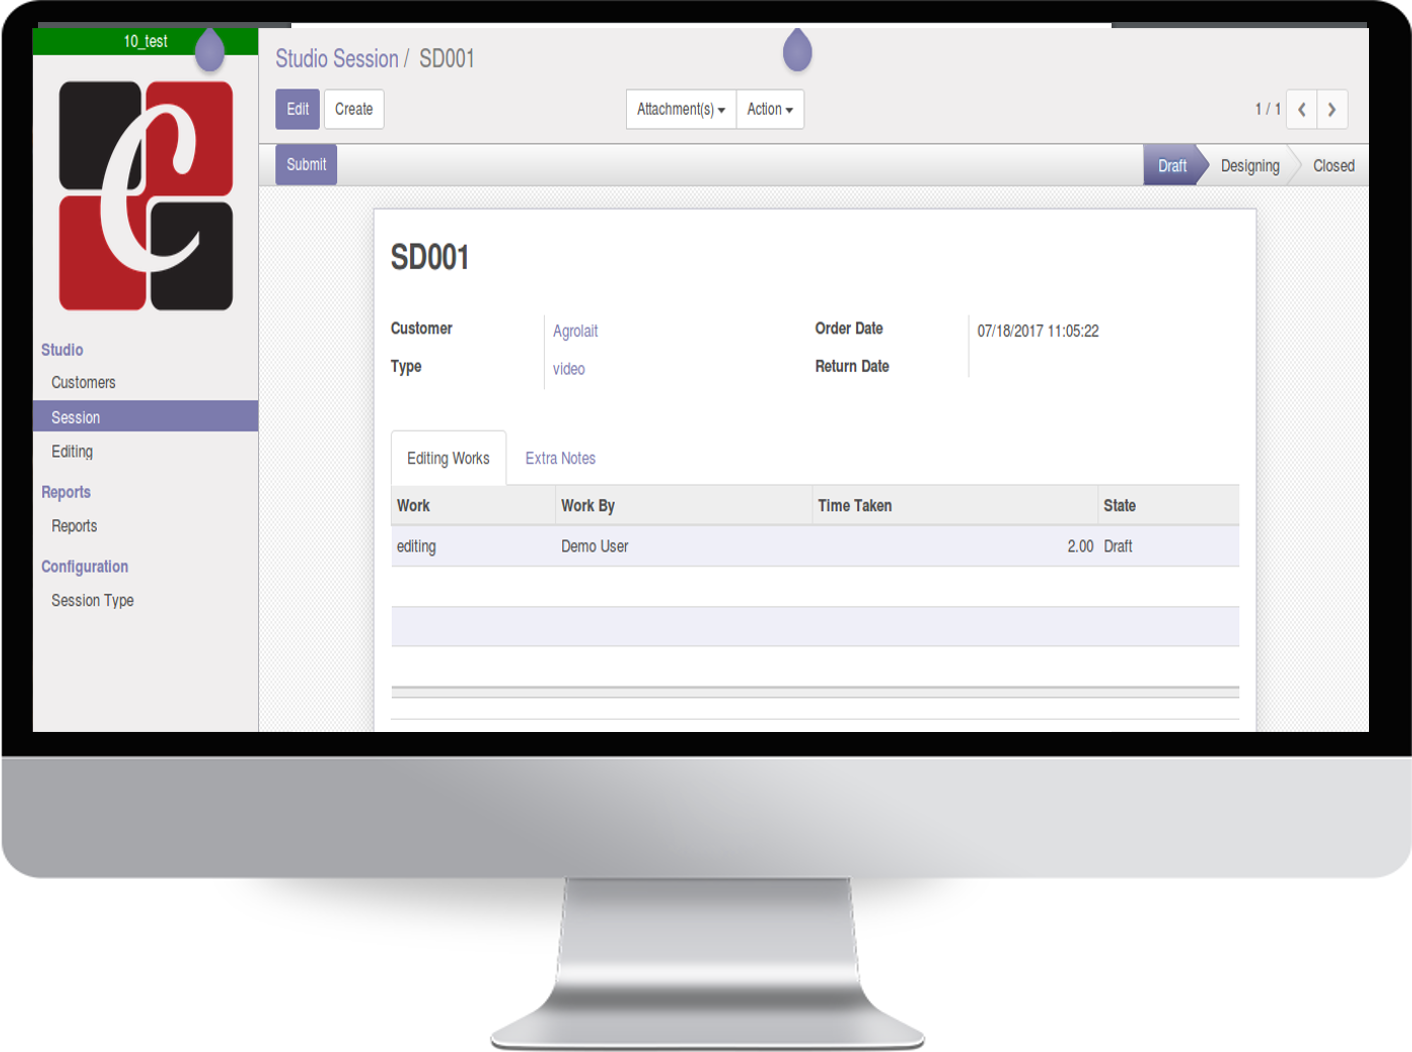 10_test
Studio Session / SD001
Edit Create Attachment(s) Action 1 / 1
Submit Draft Designing Closed
C
SD001
Customer Agrolait Order Date 07/18/2017 11:05:22
Type video Return Date
Studio
Customers
Session
Editing
Reports
Reports
Configuration
Session Type
Editing Works Extra Notes
Work Work By Time Taken State
editing Demo User 2.00 Draft